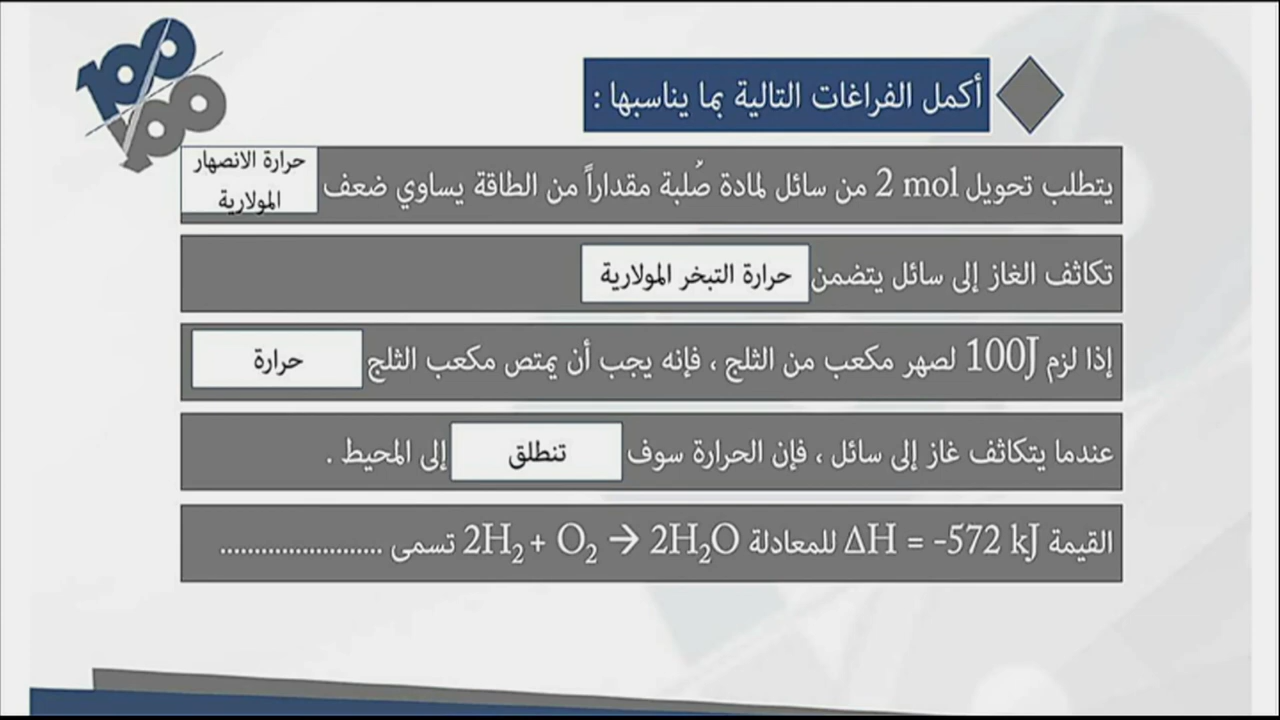 100
100
أكمل الفراغات التالية بما يناسبها :
يتطلب تحويل 2 mol من سائل لمادة صُلبة مقداراً من الطاقة يساوي ضعف حرارة الانصهار
المولارية
تكاثف الغاز إلى سائل يتضمن حرارة التبخر المولارية
إذا لزم 100J لصهر مكعب من الثلج ، فإنه يجب أن يمتص مكعب الثلج حرارة
عندما يتكاثف غاز إلى سائل ، فإن الحرارة سوف تنطلق إلى المحيط .
القيمة ΔH = -572 kJ للمعادلة 2H₂ + O₂ → 2H₂O تسمى ........................